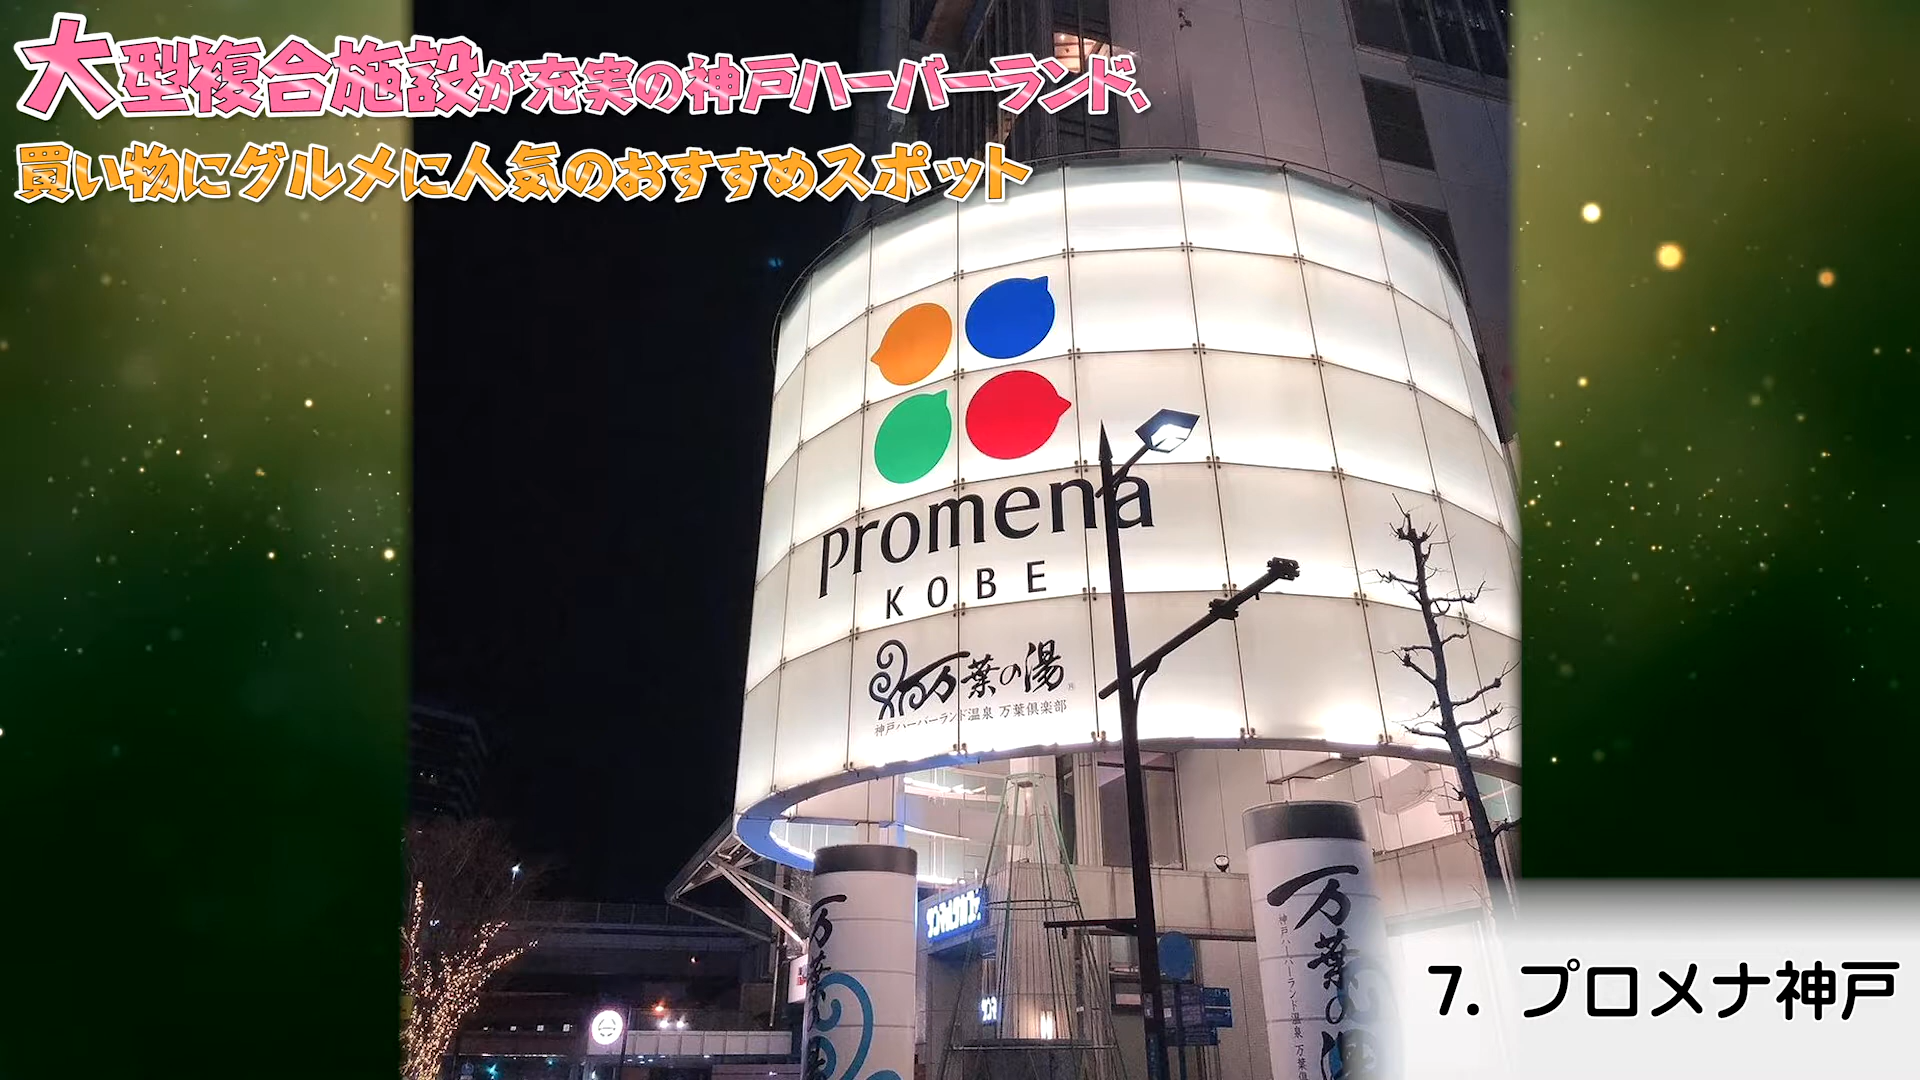 大型複合施設が充実の神戸ハーバーランド、
買い物にグルメに人気のおすすめスポット
promena
KOBE
万葉の湯
神戸ハーバーランド温泉 万葉倶楽部
万葉の湯
神戸ハーバーランド温泉 万葉倶
7. プロメナ神戸